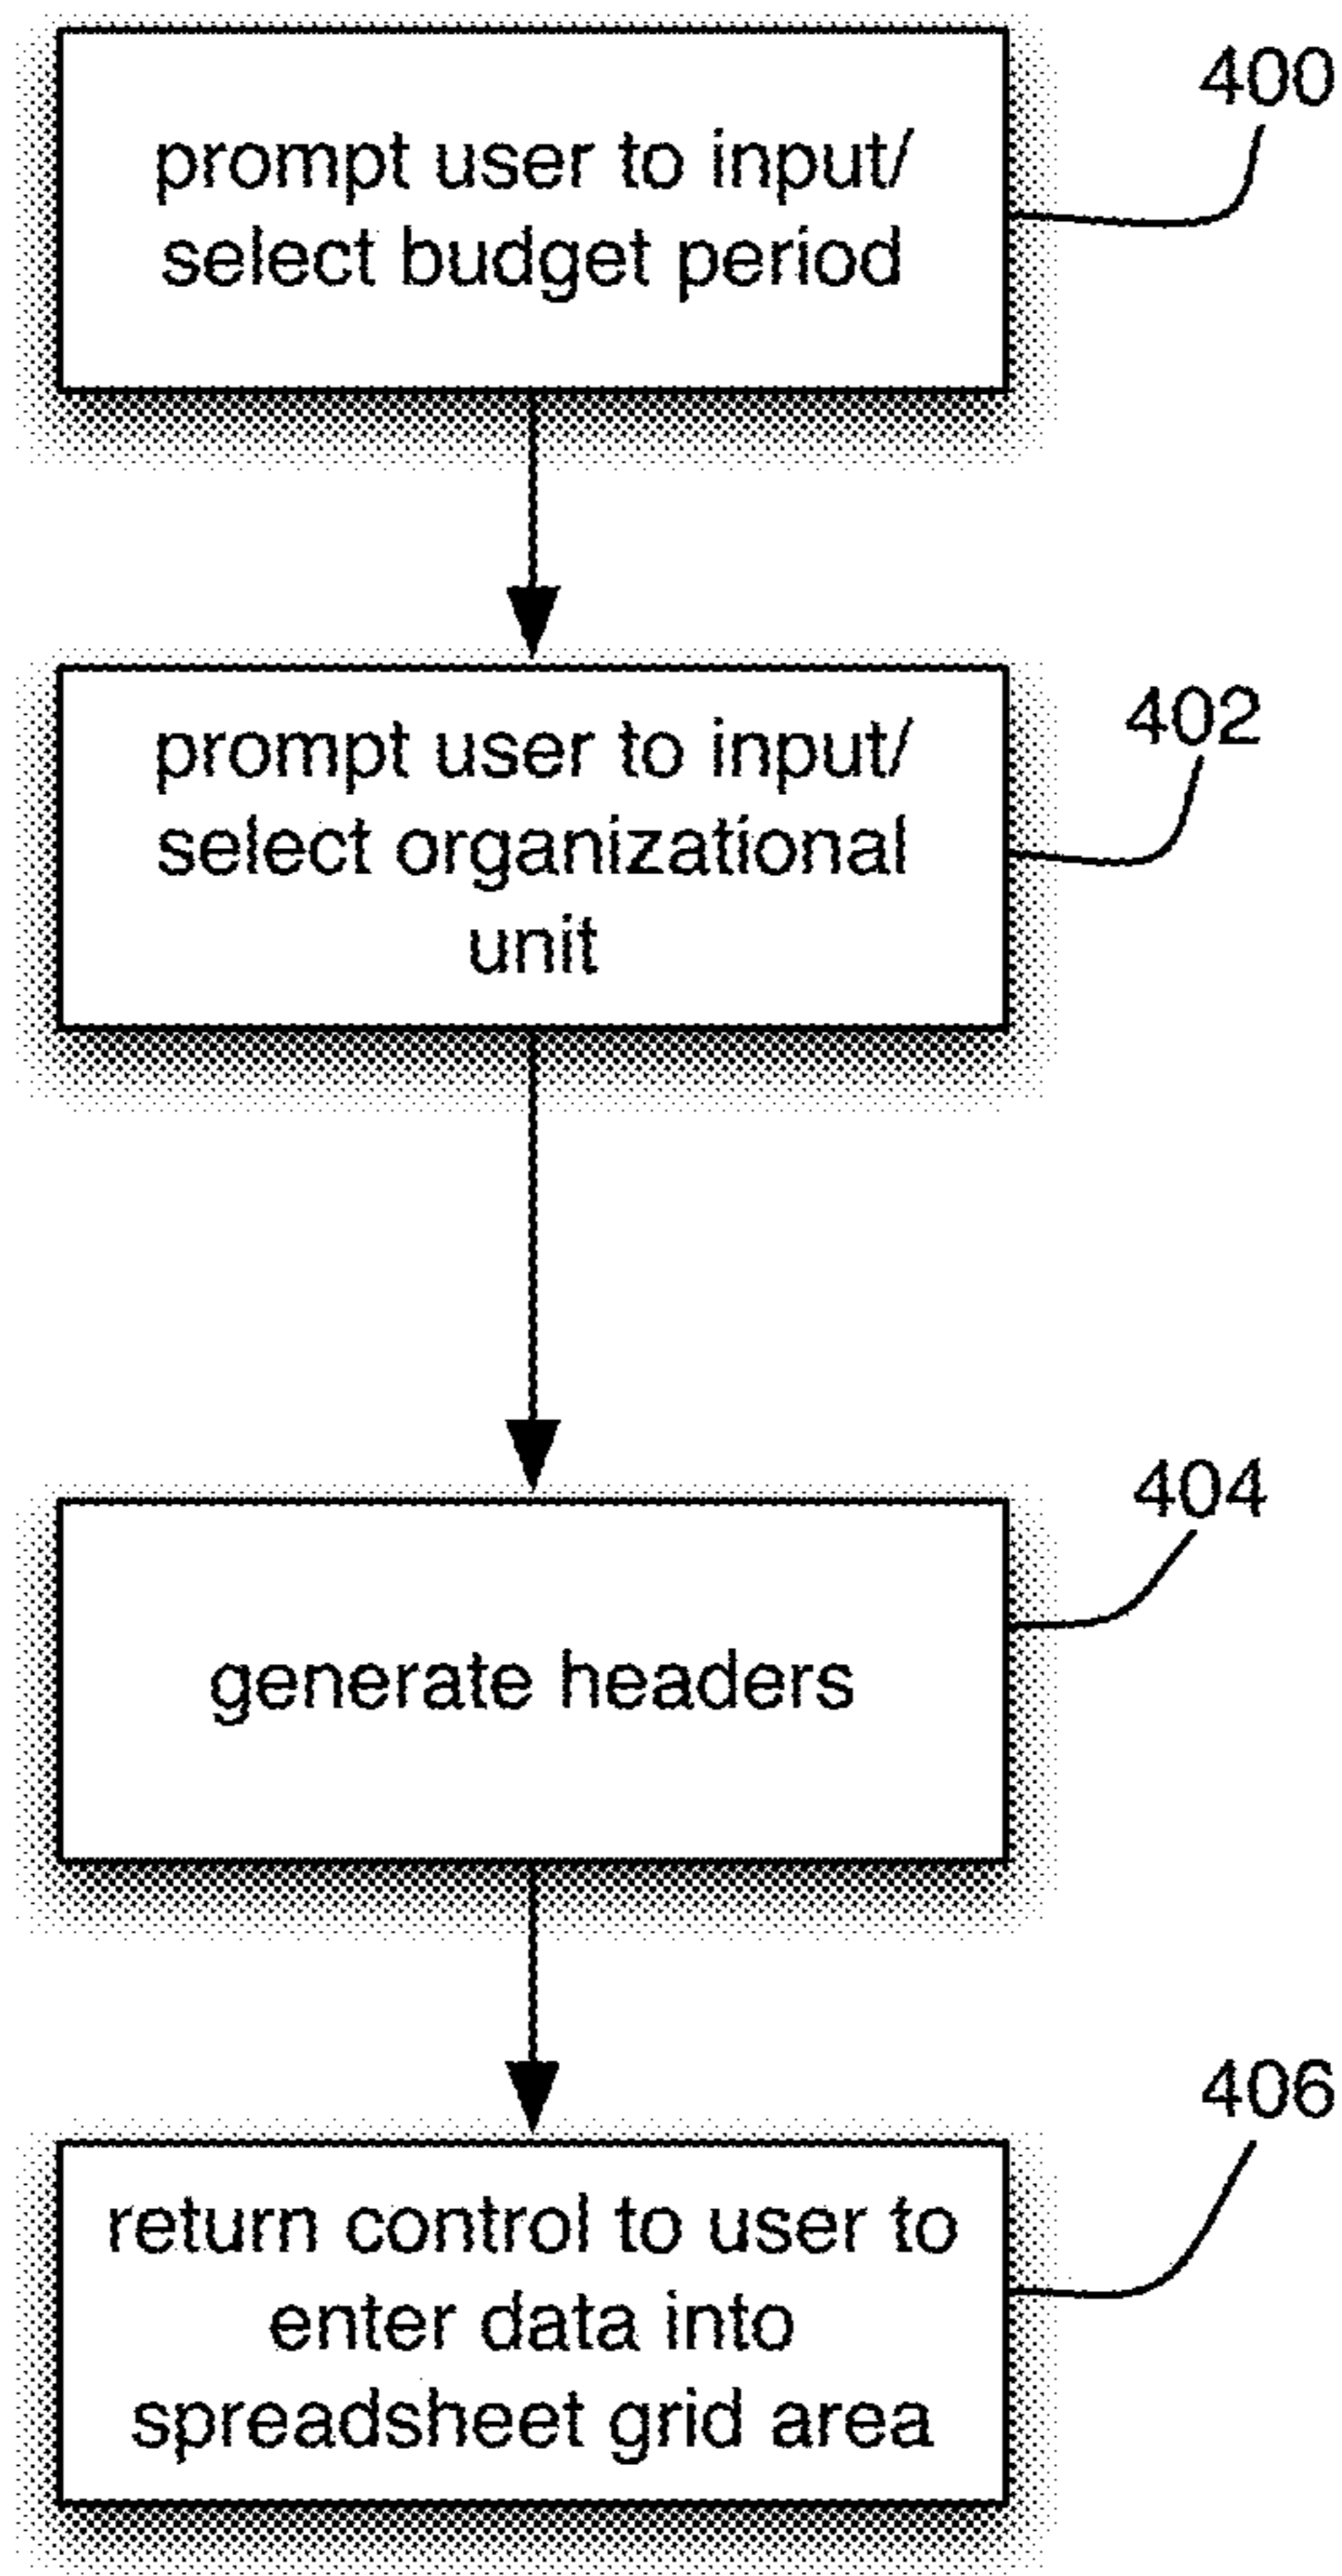 400
prompt user to input/
select budget period
402
prompt user to input/
select organizational
unit
404
generate headers
406
return control to user to
enter data into
spreadsheet grid area